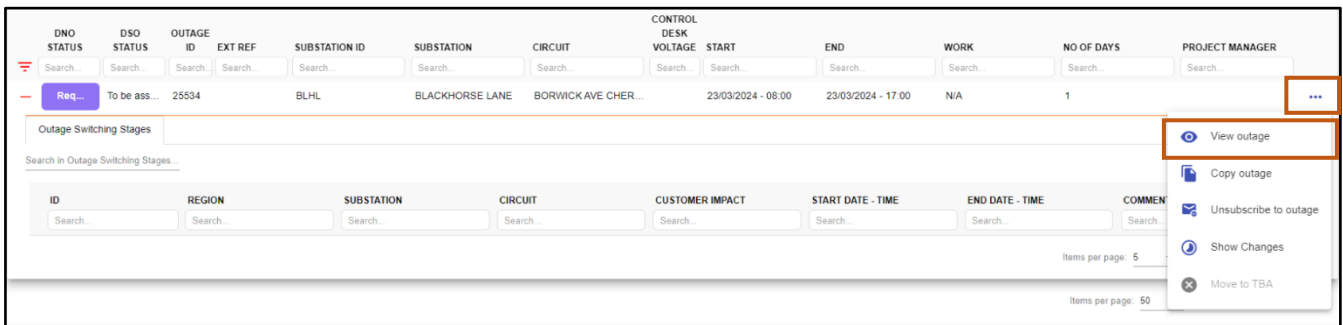 DNO STATUS DSO STATUS OUTAGE ID EXT REF SUBSTATION ID SUBSTATION CIRCUIT CONTROL DESK VOLTAGE START END WORK NO OF DAYS PROJECT MANAGER
Search... Search... Search... Search... Search... Search... Search... Search... Search... Search... Search... Search... Search...
Req... To be ass... 25534 BLHL BLACKHORSE LANE BORWICK AVE CHER... 23/03/2024 - 08:00 23/03/2024 - 17:00 N/A 1 ...
Outage Switching Stages
View outage
Search in Outage Switching Stages...
Copy outage
ID REGION SUBSTATION CIRCUIT CUSTOMER IMPACT START DATE - TIME END DATE - TIME COMMEN
Search... Search... Search... Search... Search... Search... Search... Search...
Unsubscribe to outage
Show Changes
Items per page: 5
Move to TBA
Items per page: 50